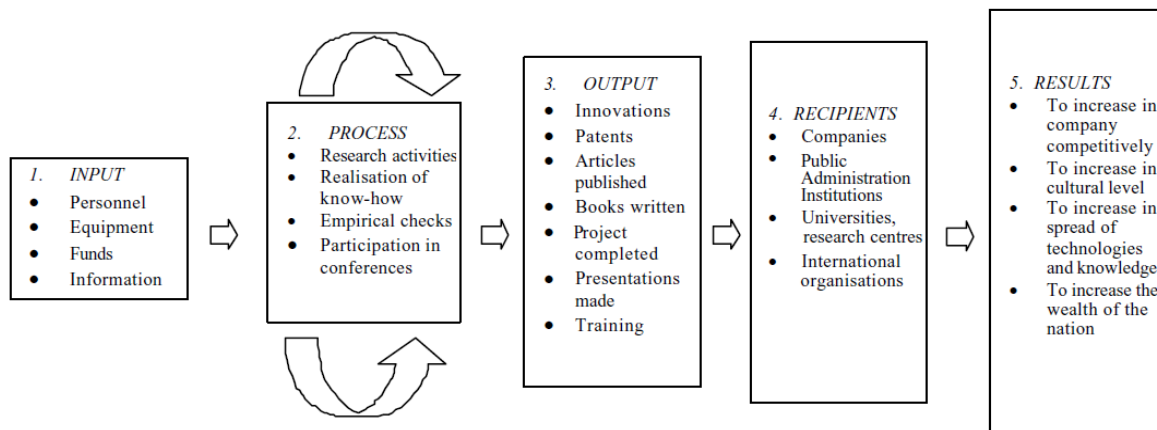 1. INPUT
● Personnel
● Equipment
● Funds
● Information
2. PROCESS
● Research activities
● Realisation of
know-how
● Empirical checks
● Participation in
conferences
3. OUTPUT
● Innovations
● Patents
● Articles
published
● Books written
● Project
completed
● Presentations
made
● Training
4. RECIPIENTS
● Companies
● Public
Administration
Institutions
● Universities,
research centres
● International
organisations
5. RESULTS
● To increase in
company
competitively
● To increase in
cultural level
● To increase in
spread of
technologies
and knowledge
● To increase the
wealth of the
nation